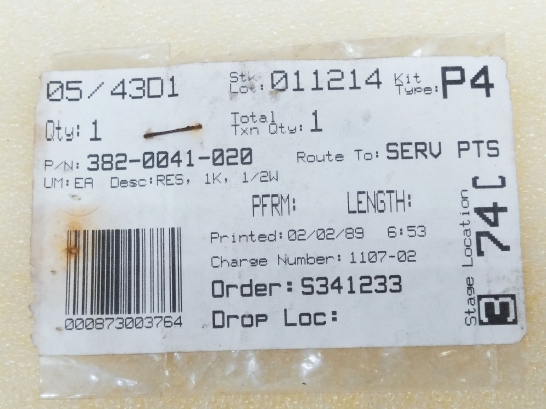 05/43D1 Stk Loc: 011214 Kit Type: P4
Qty: 1 Total Txn Qty: 1
P/N: 382-0041-020 Route To: SERV PTS
UM: EA Desc: RES, 1K, 1/2W
PFRM: LENGTH:
Printed: 02/02/89 6:53
Charge Number: 1107-02
Order: S341233
Drop Loc:
000873003764
Stage Location
74C